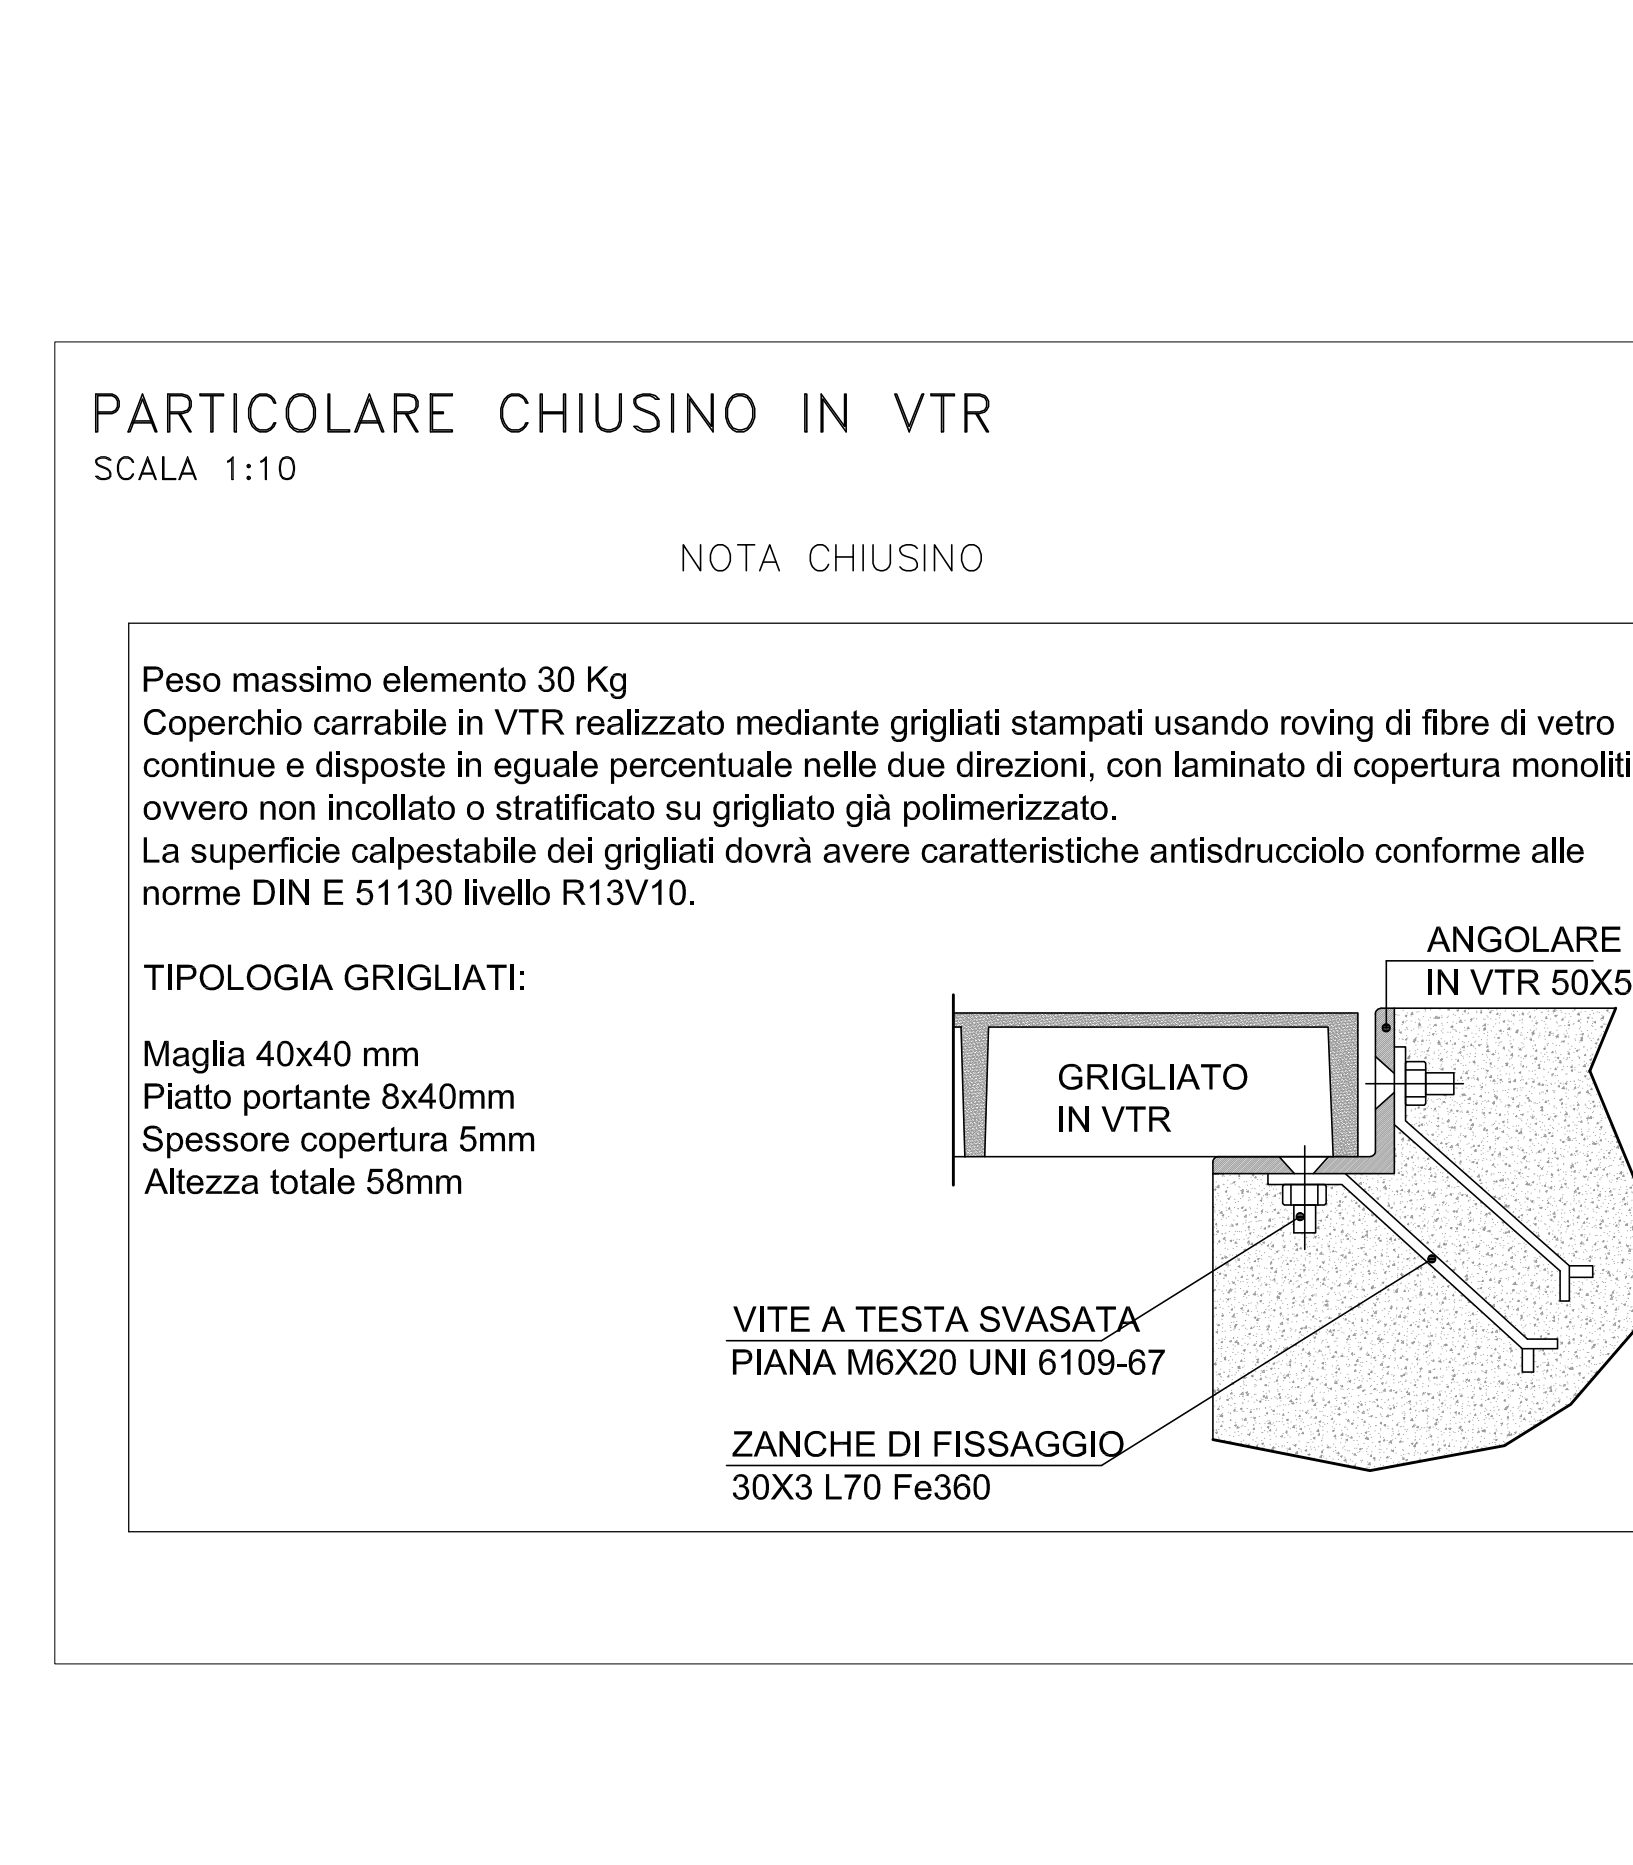 PARTICOLARE CHIUSINO IN VTR
SCALA 1:10
NOTA CHIUSINO
Peso massimo elemento 30 Kg
Coperchio carrabile in VTR realizzato mediante grigliati stampati usando roving di fibre di vetro
continue e disposte in eguale percentuale nelle due direzioni, con laminato di copertura monoliti
ovvero non incollato o stratificato su grigliato già polimerizzato.
La superficie calpestabile dei grigliati dovrà avere caratteristiche antisdrucciolo conforme alle
norme DIN E 51130 livello R13V10.
TIPOLOGIA GRIGLIATI:
Maglia 40x40 mm
Piatto portante 8x40mm
Spessore copertura 5mm
Altezza totale 58mm
ANGOLARE
IN VTR 50X5
GRIGLIATO
IN VTR
VITE A TESTA SVASATA
PIANA M6X20 UNI 6109-67
ZANCHE DI FISSAGGIO
30X3 L70 Fe360